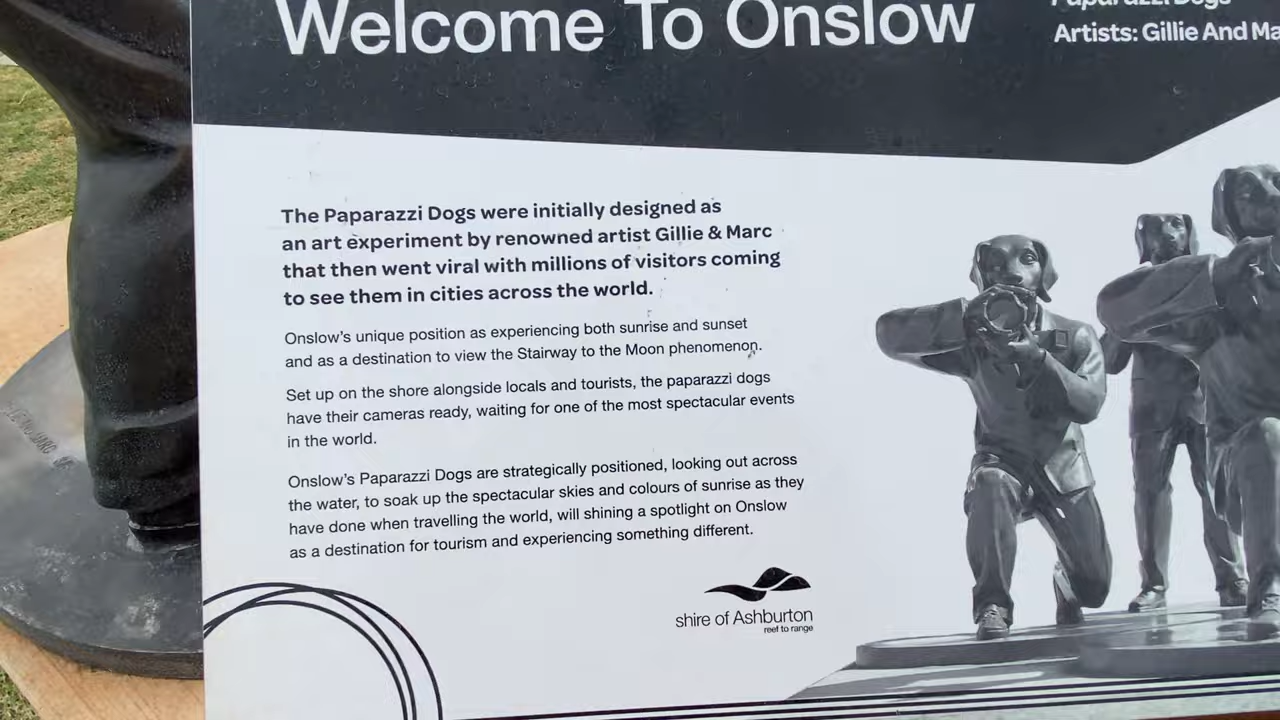 Welcome To Onslow
Paparazzi Dogs
Artists: Gillie And Ma
The Paparazzi Dogs were initially designed as
an art experiment by renowned artist Gillie & Marc
that then went viral with millions of visitors coming
to see them in cities across the world.
Onslow's unique position as experiencing both sunrise and sunset
and as a destination to view the Stairway to the Moon phenomenon.
Set up on the shore alongside locals and tourists, the paparazzi dogs
have their cameras ready, waiting for one of the most spectacular events
in the world.
Onslow's Paparazzi Dogs are strategically positioned, looking out across
the water, to soak up the spectacular skies and colours of sunrise as they
have done when travelling the world, will shining a spotlight on Onslow
as a destination for tourism and experiencing something different.
shire of Ashburton
reef to range